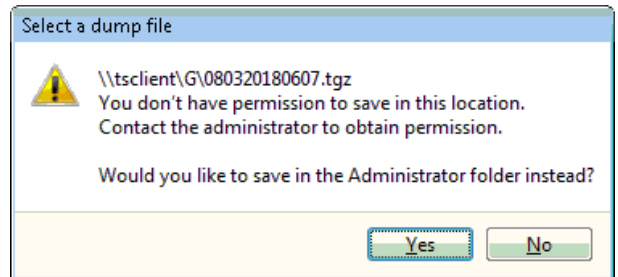 Select a dump file
\\tsclient\G\080320180607.tgz
You don't have permission to save in this location.
Contact the administrator to obtain permission.
Would you like to save in the Administrator folder instead?
Yes
No